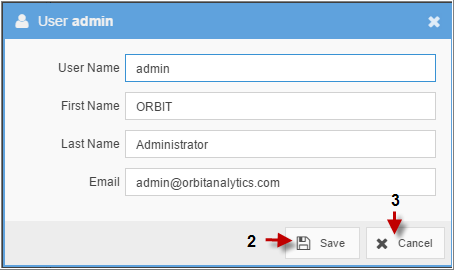 User admin
User Name admin
First Name ORBIT
Last Name Administrator
Email admin@orbitanalytics.com
3
2 Save Cancel